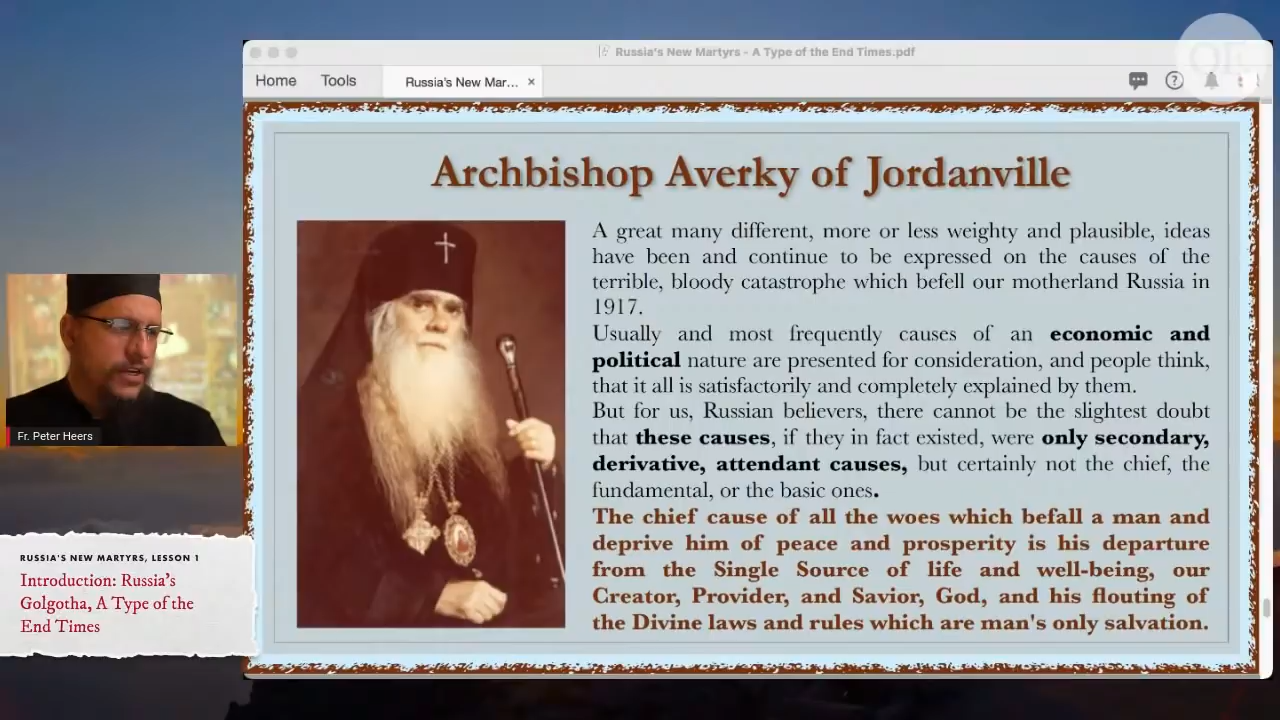 Russia's New Martyrs - A Type of the End Times.pdf
Home Tools Russia's New Mar... ×
Archbishop Averky of Jordanville
A great many different, more or less weighty and plausible, ideas
have been and continue to be expressed on the causes of the
terrible, bloody catastrophe which befell our motherland Russia in
1917.
Usually and most frequently causes of an economic and
political nature are presented for consideration, and people think,
that it all is satisfactorily and completely explained by them.
But for us, Russian believers, there cannot be the slightest doubt
that these causes, if they in fact existed, were only secondary,
derivative, attendant causes, but certainly not the chief, the
fundamental, or the basic ones.
The chief cause of all the woes which befall a man and
deprive him of peace and prosperity is his departure
from the Single Source of life and well-being, our
Creator, Provider, and Savior, God, and his flouting of
the Divine laws and rules which are man's only salvation.
Fr. Peter Heers
RUSSIA'S NEW MARTYRS, LESSON 1
Introduction: Russia's
Golgotha, A Type of the
End Times